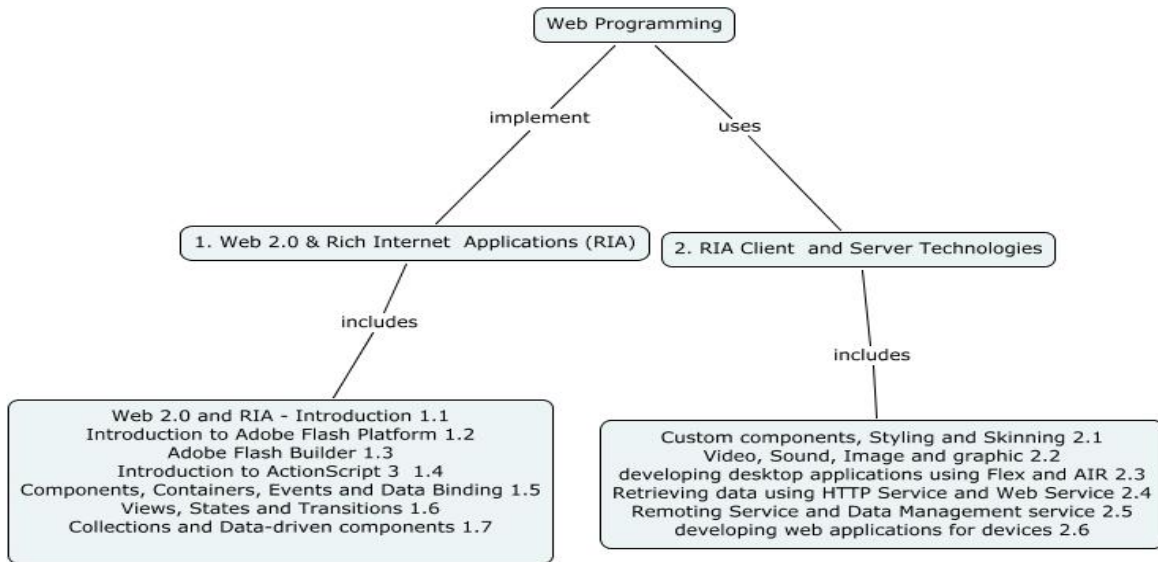 Web Programming
implement
uses
1. Web 2.0 & Rich Internet  Applications (RIA)
2. RIA Client  and Server Technologies
includes
includes
Web 2.0 and RIA - Introduction 1.1
Introduction to Adobe Flash Platform 1.2
Adobe Flash Builder 1.3
Introduction to ActionScript 3  1.4
Components, Containers, Events and Data Binding 1.5
Views, States and Transitions 1.6
Collections and Data-driven components 1.7
Custom components, Styling and Skinning 2.1
Video, Sound, Image and graphic 2.2
developing desktop applications using Flex and AIR 2.3
Retrieving data using HTTP Service and Web Service 2.4
Remoting Service and Data Management service 2.5
developing web applications for devices 2.6